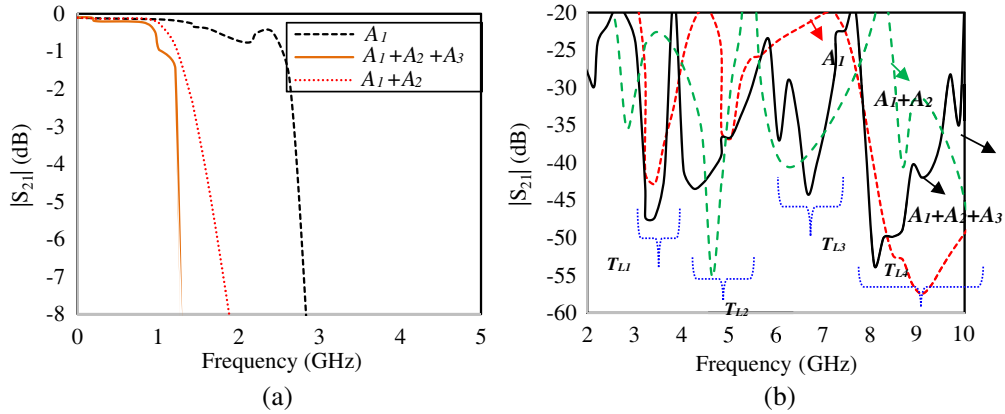 (a)
|S21| (dB)
0
-1
-2
-3
-4
-5
-6
-7
-8
A1
A1+A2+A3
A1+A2
0 1 2 3 4 5
Frequency (GHz)
(a)
(b)
|S21| (dB)
-20
-25
-30
-35
-40
-45
-50
-55
-60
A1
A1+A2
A1+A2+A3
TL1
TL2
TL3
TL4
2 3 4 5 6 7 8 9 10
Frequency (GHz)
(b)